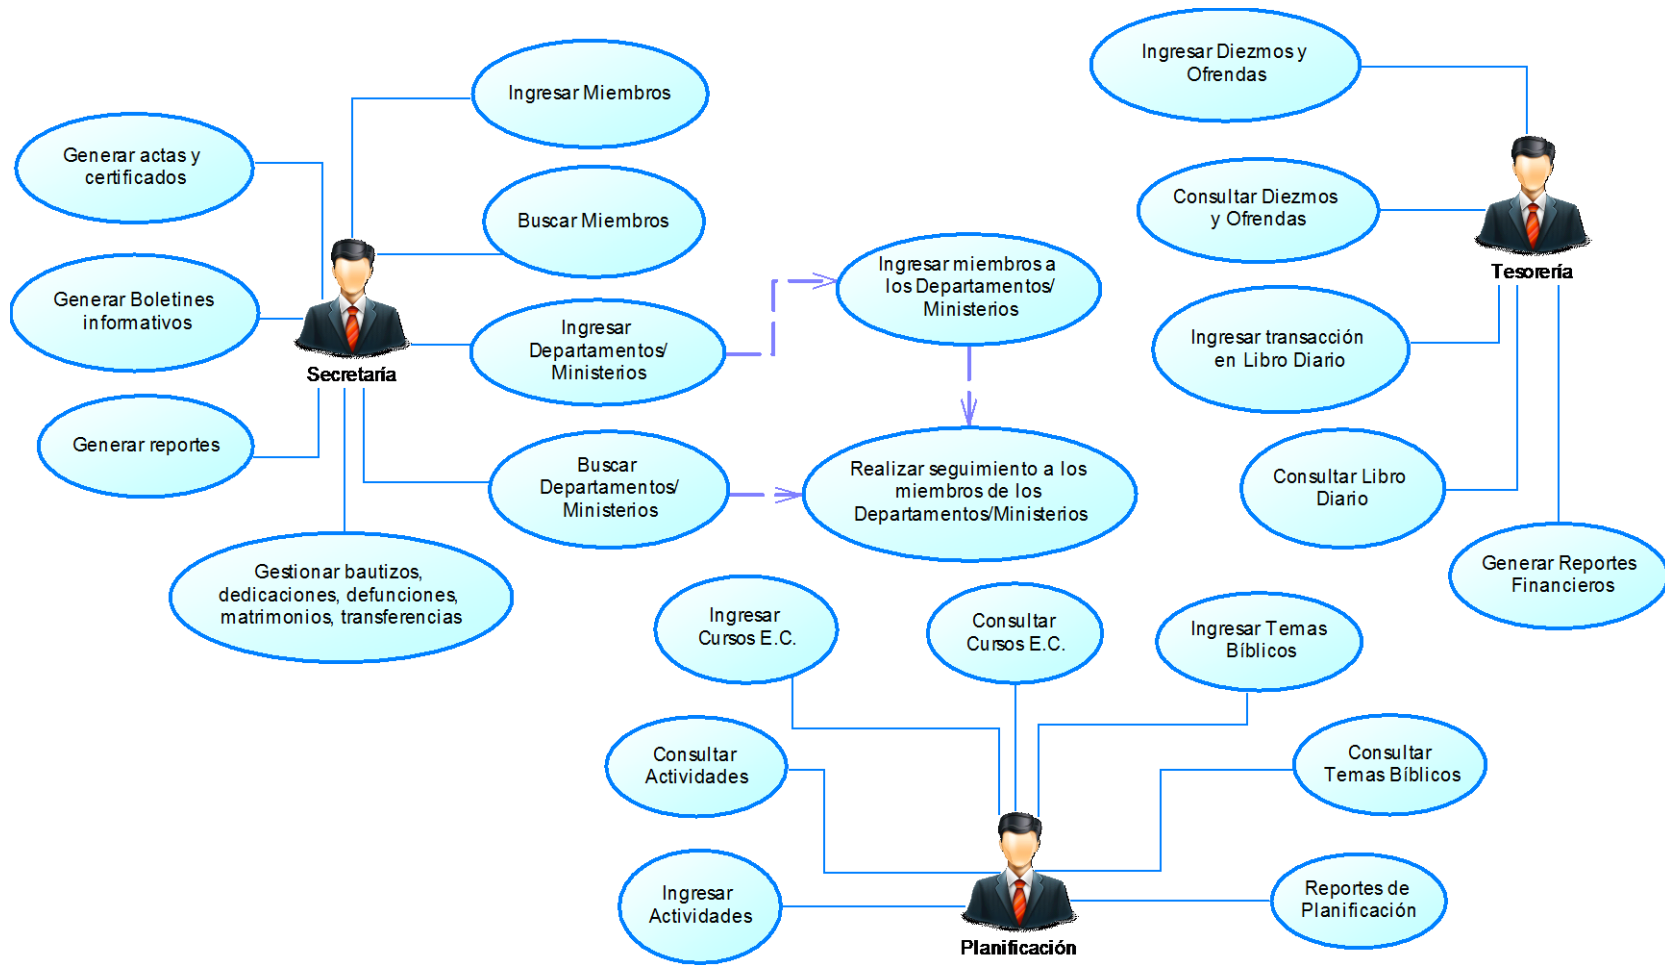 Ingresar Diezmos y
Ofrendas
Ingresar Miembros
Generar actas y
certificados
Consultar Diezmos
y Ofrendas
Buscar Miembros
Tesorería
Ingresar miembros a
los Departamentos/
Ministerios
Generar Boletines
informativos
Ingresar
Departamentos/
Ministerios
Ingresar transacción
en Libro Diario
Secretaría
Generar reportes
Buscar
Departamentos/
Ministerios
Realizar seguimiento a los
miembros de los
Departamentos/Ministerios
Consultar Libro
Diario
Generar Reportes
Financieros
Gestionar bautizos,
dedicaciones, defunciones,
matrimonios, transferencias
Ingresar
Cursos E.C.
Consultar
Cursos E.C.
Ingresar Temas
Bíblicos
Consultar
Actividades
Consultar
Temas Bíblicos
Ingresar
Actividades
Reportes de
Planificación
Planificación